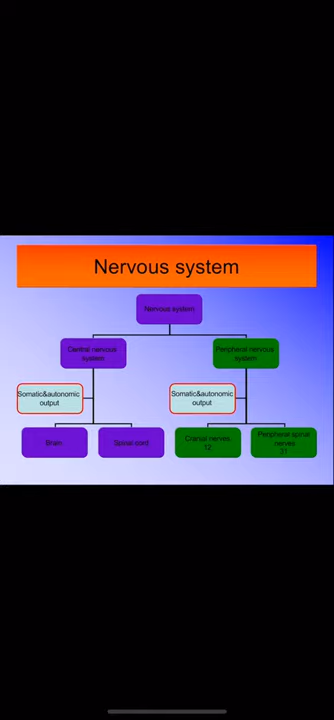 Nervous system
Nervous system
Central nervous
system
Peripheral nervous
system
Somatic&autonomic
output
Somatic&autonomic
output
Brain
Spinal cord
Cranial nerves
12
Peripheral spinal
nerves
31